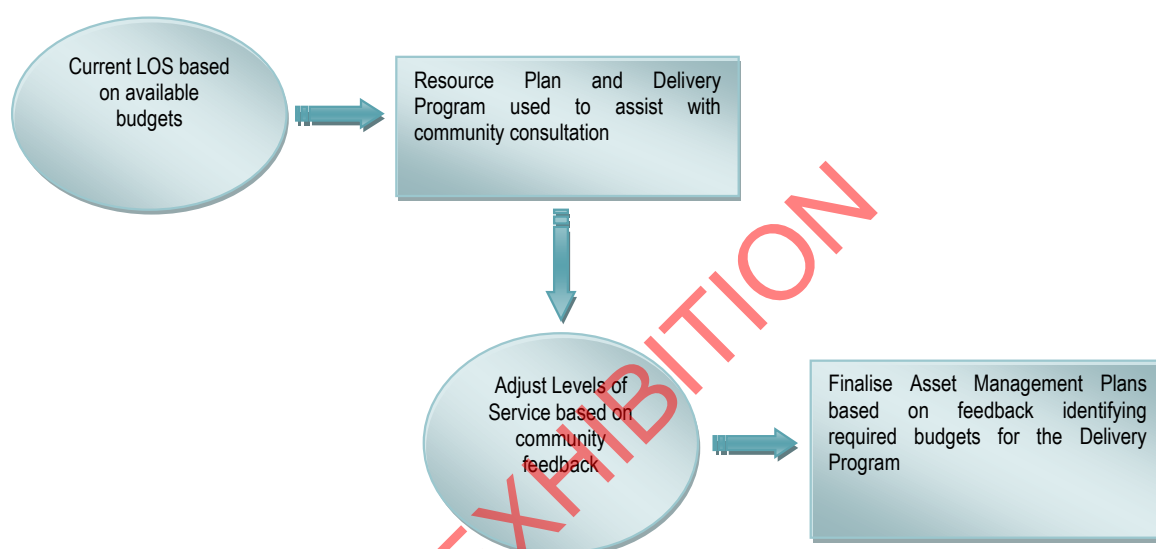 Current LOS based
on available
budgets
Resource Plan and Delivery
Program used to assist with
community consultation
Adjust Levels of
Service based on
community
feedback
Finalise Asset Management Plans
based on feedback identifying
required budgets for the Delivery
Program
EXHIBITION